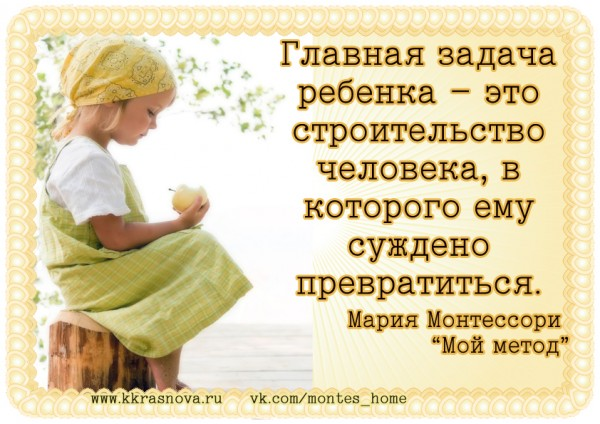 Главная задача
ребенка – это
строительство
человека, в
которого ему
суждено
превратиться.
Мария Монтессори
“Мой метод”
www.kkrasnova.ru vk.com/montes_home